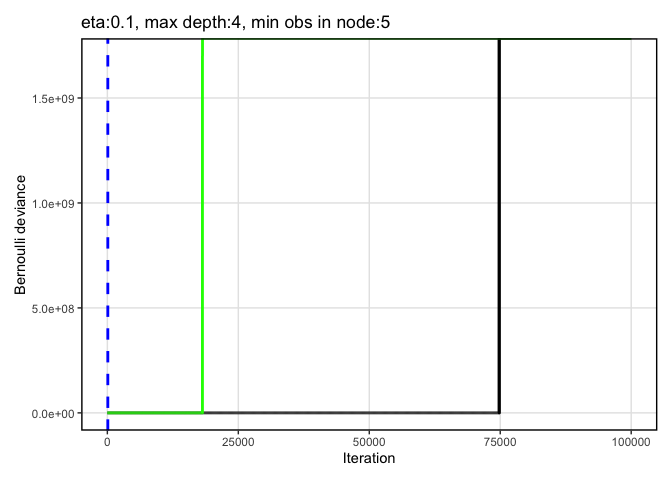 eta:0.1, max depth:4, min obs in node:5
Bernoulli deviance
1.5e+09
1.0e+09
5.0e+08
0.0e+00
0 25000 50000 75000 100000
Iteration